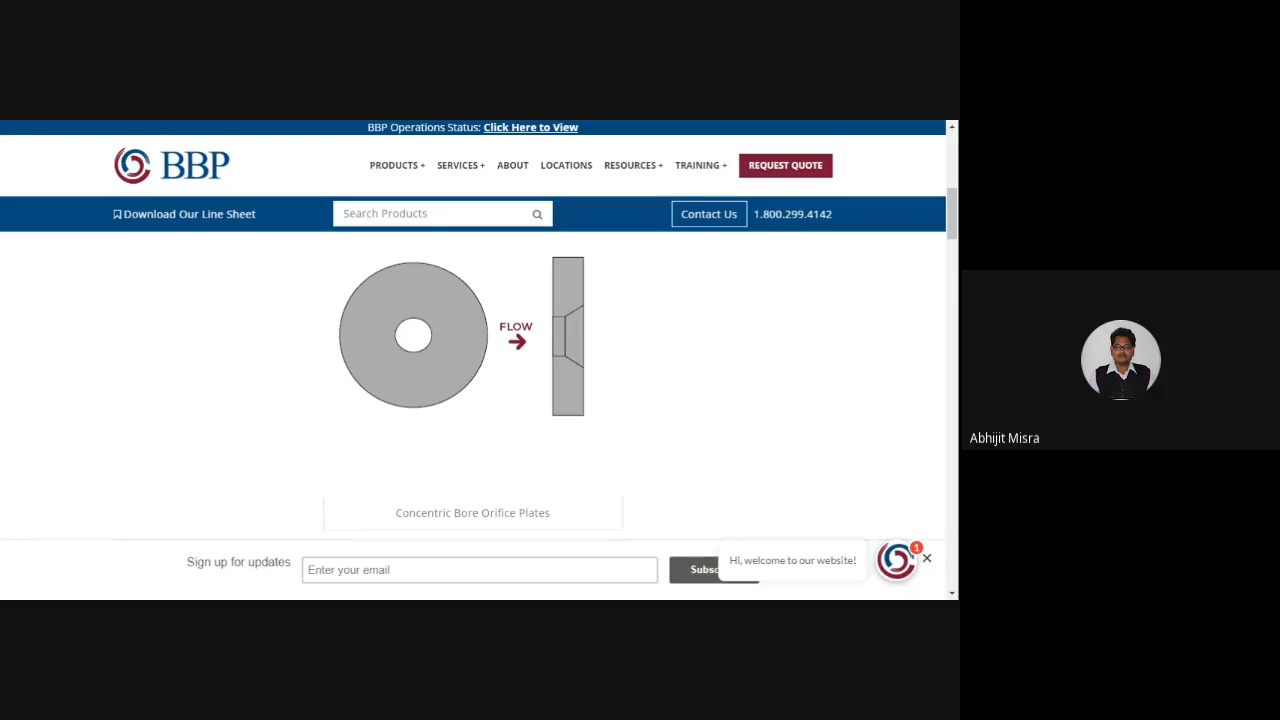 BBP Operations Status: Click Here to View
BBP
PRODUCTS + SERVICES + ABOUT LOCATIONS RESOURCES + TRAINING + REQUEST QUOTE
Download Our Line Sheet Search Products Contact Us 1.800.299.4142
FLOW
Concentric Bore Orifice Plates
Sign up for updates Enter your email Subsc
Hi, welcome to our website!
1
Abhijit Misra